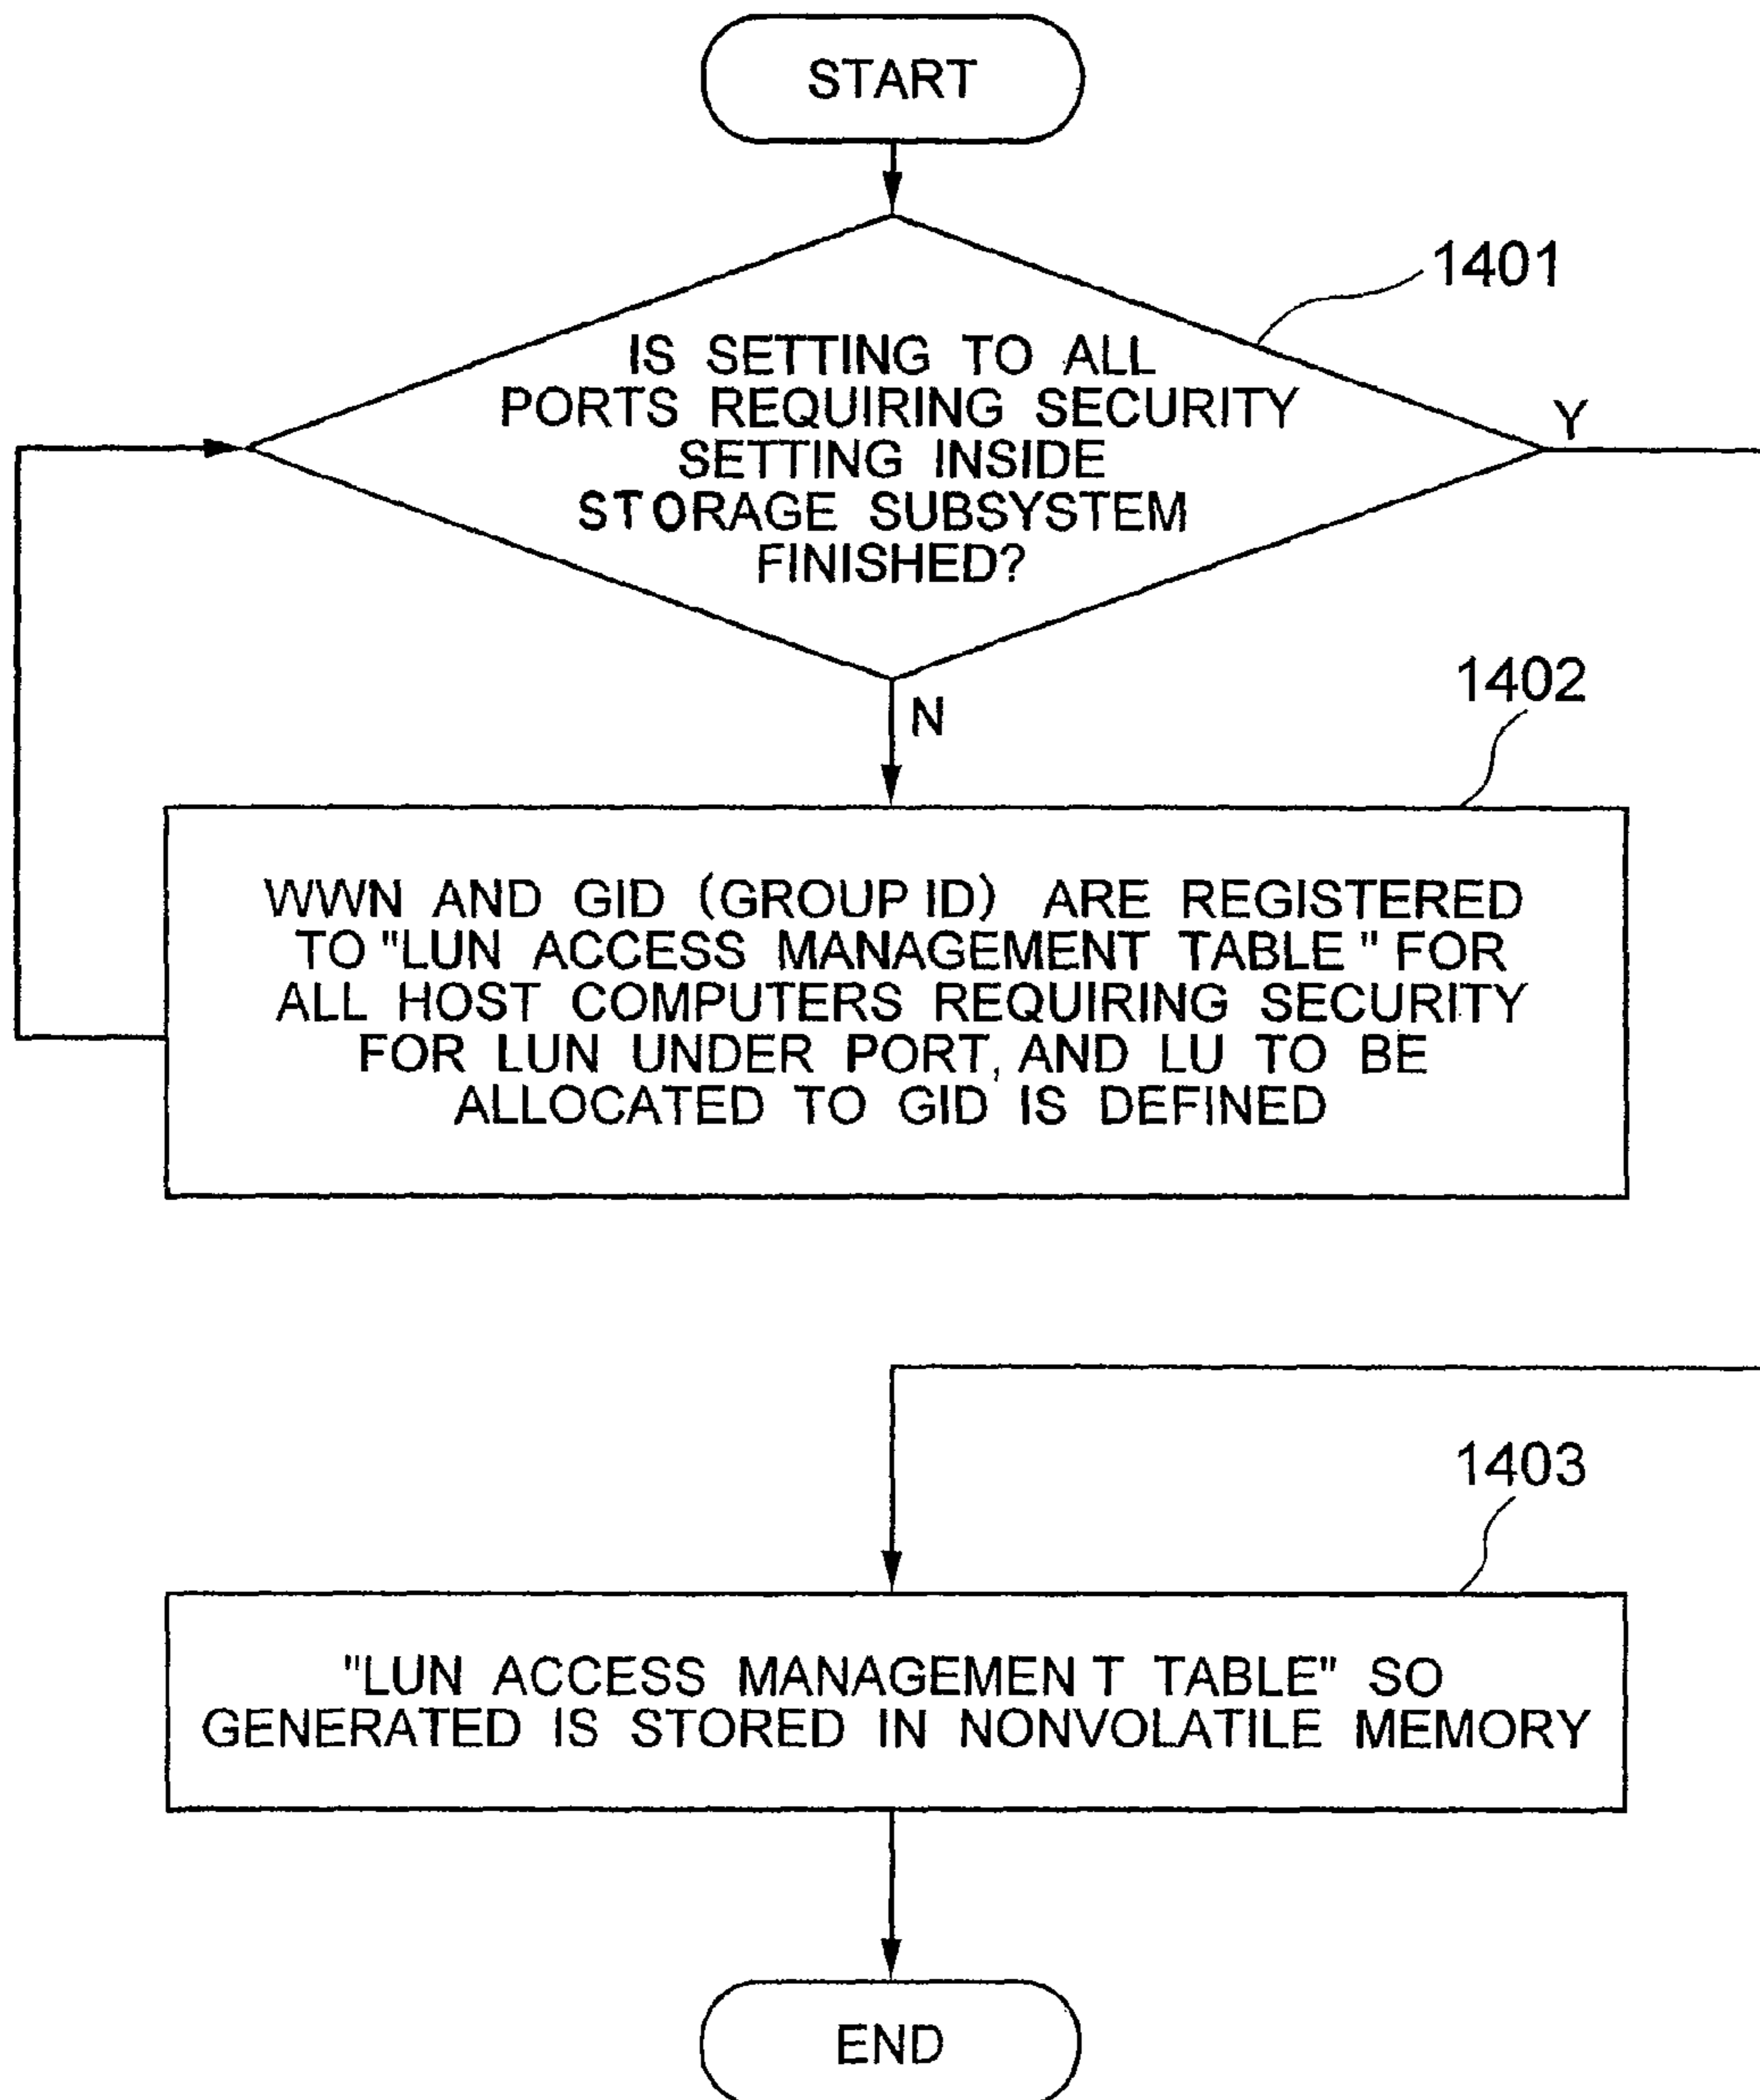 START
1401
IS SETTING TO ALL
PORTS REQUIRING SECURITY
SETTING INSIDE
STORAGE SUBSYSTEM
FINISHED?
Y
N
1402
WWN AND GID (GROUP ID) ARE REGISTERED
TO "LUN ACCESS MANAGEMENT TABLE" FOR
ALL HOST COMPUTERS REQUIRING SECURITY
FOR LUN UNDER PORT, AND LU TO BE
ALLOCATED TO GID IS DEFINED
1403
"LUN ACCESS MANAGEMENT TABLE" SO
GENERATED IS STORED IN NONVOLATILE MEMORY
END